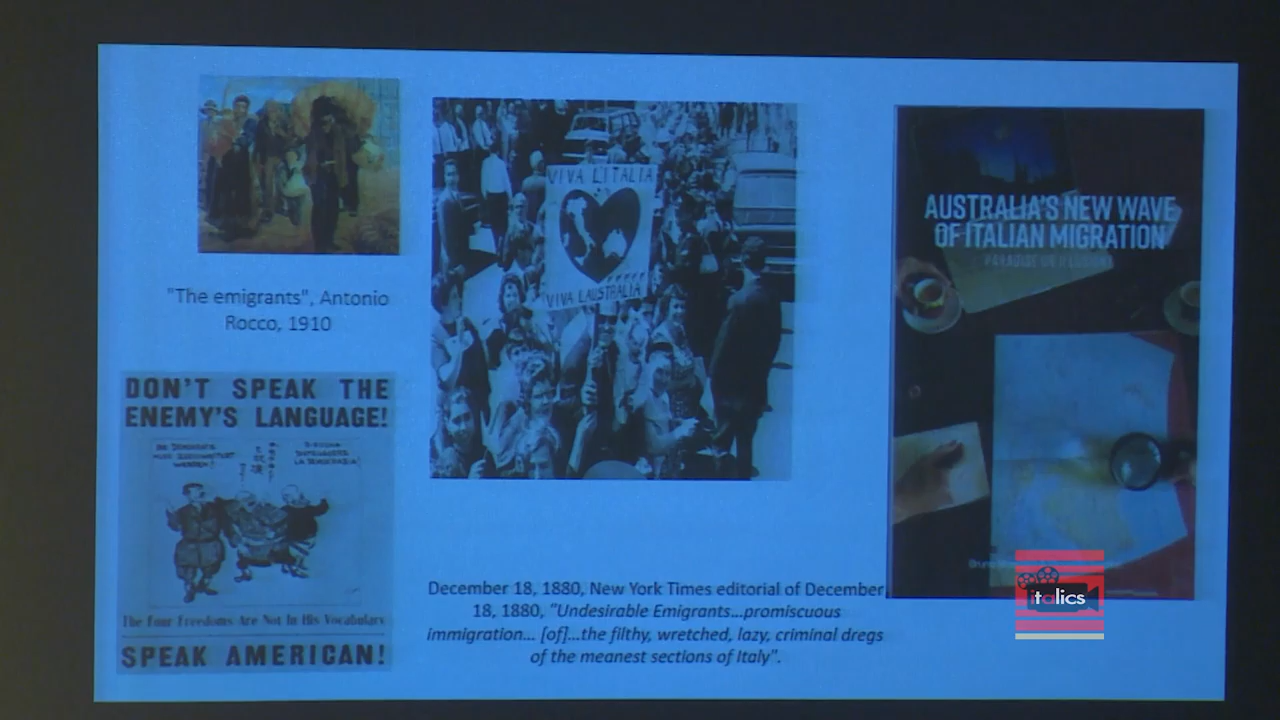 "The emigrants", Antonio
Rocco, 1910
DON'T SPEAK THE
ENEMY'S LANGUAGE!
The Four Freedoms Are Not In His Vocabulary
SPEAK AMERICAN!
VIVA L'ITALIA
VIVA L'AUSTRALIA
December 18, 1880, New York Times editorial of December
18, 1880, "Undesirable Emigrants...promiscuous
immigration... [of]...the filthy, wretched, lazy, criminal dregs
of the meanest sections of Italy".
AUSTRALIA'S NEW WAVE
OF ITALIAN MIGRATION
PARADISE OR ILLUSION?
italics